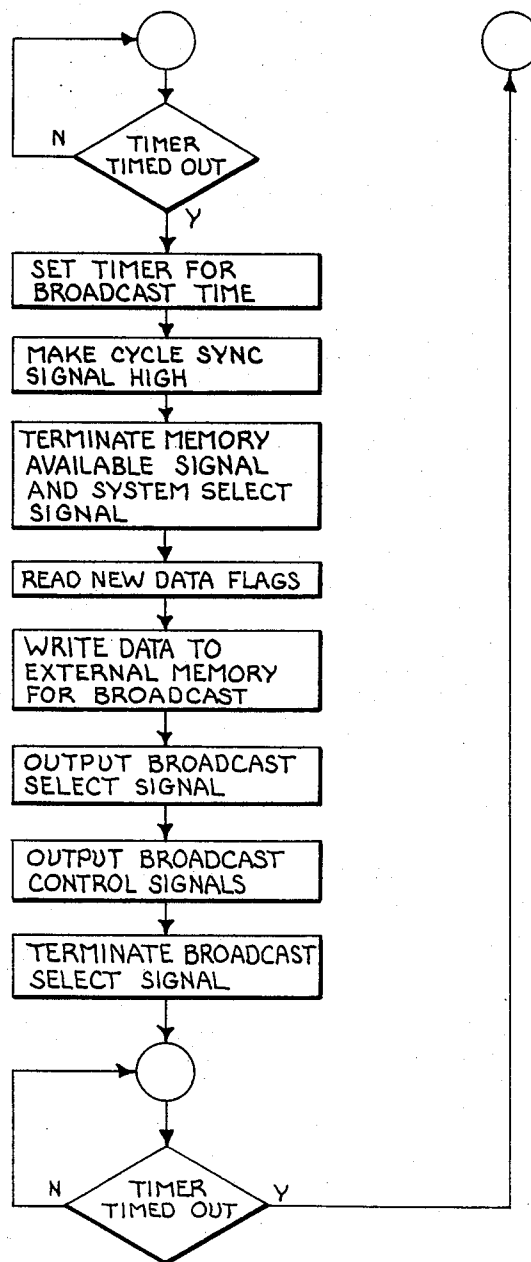 N
TIMER
TIMED OUT
Y
SET TIMER FOR
BROADCAST TIME
MAKE CYCLE SYNC
SIGNAL HIGH
TERMINATE MEMORY
AVAILABLE SIGNAL
AND SYSTEM SELECT
SIGNAL
READ NEW DATA FLAGS
WRITE DATA TO
EXTERNAL MEMORY
FOR BROADCAST
OUTPUT BROADCAST
SELECT SIGNAL
OUTPUT BROADCAST
CONTROL SIGNALS
TERMINATE BROADCAST
SELECT SIGNAL
N
TIMER
TIMED OUT
Y